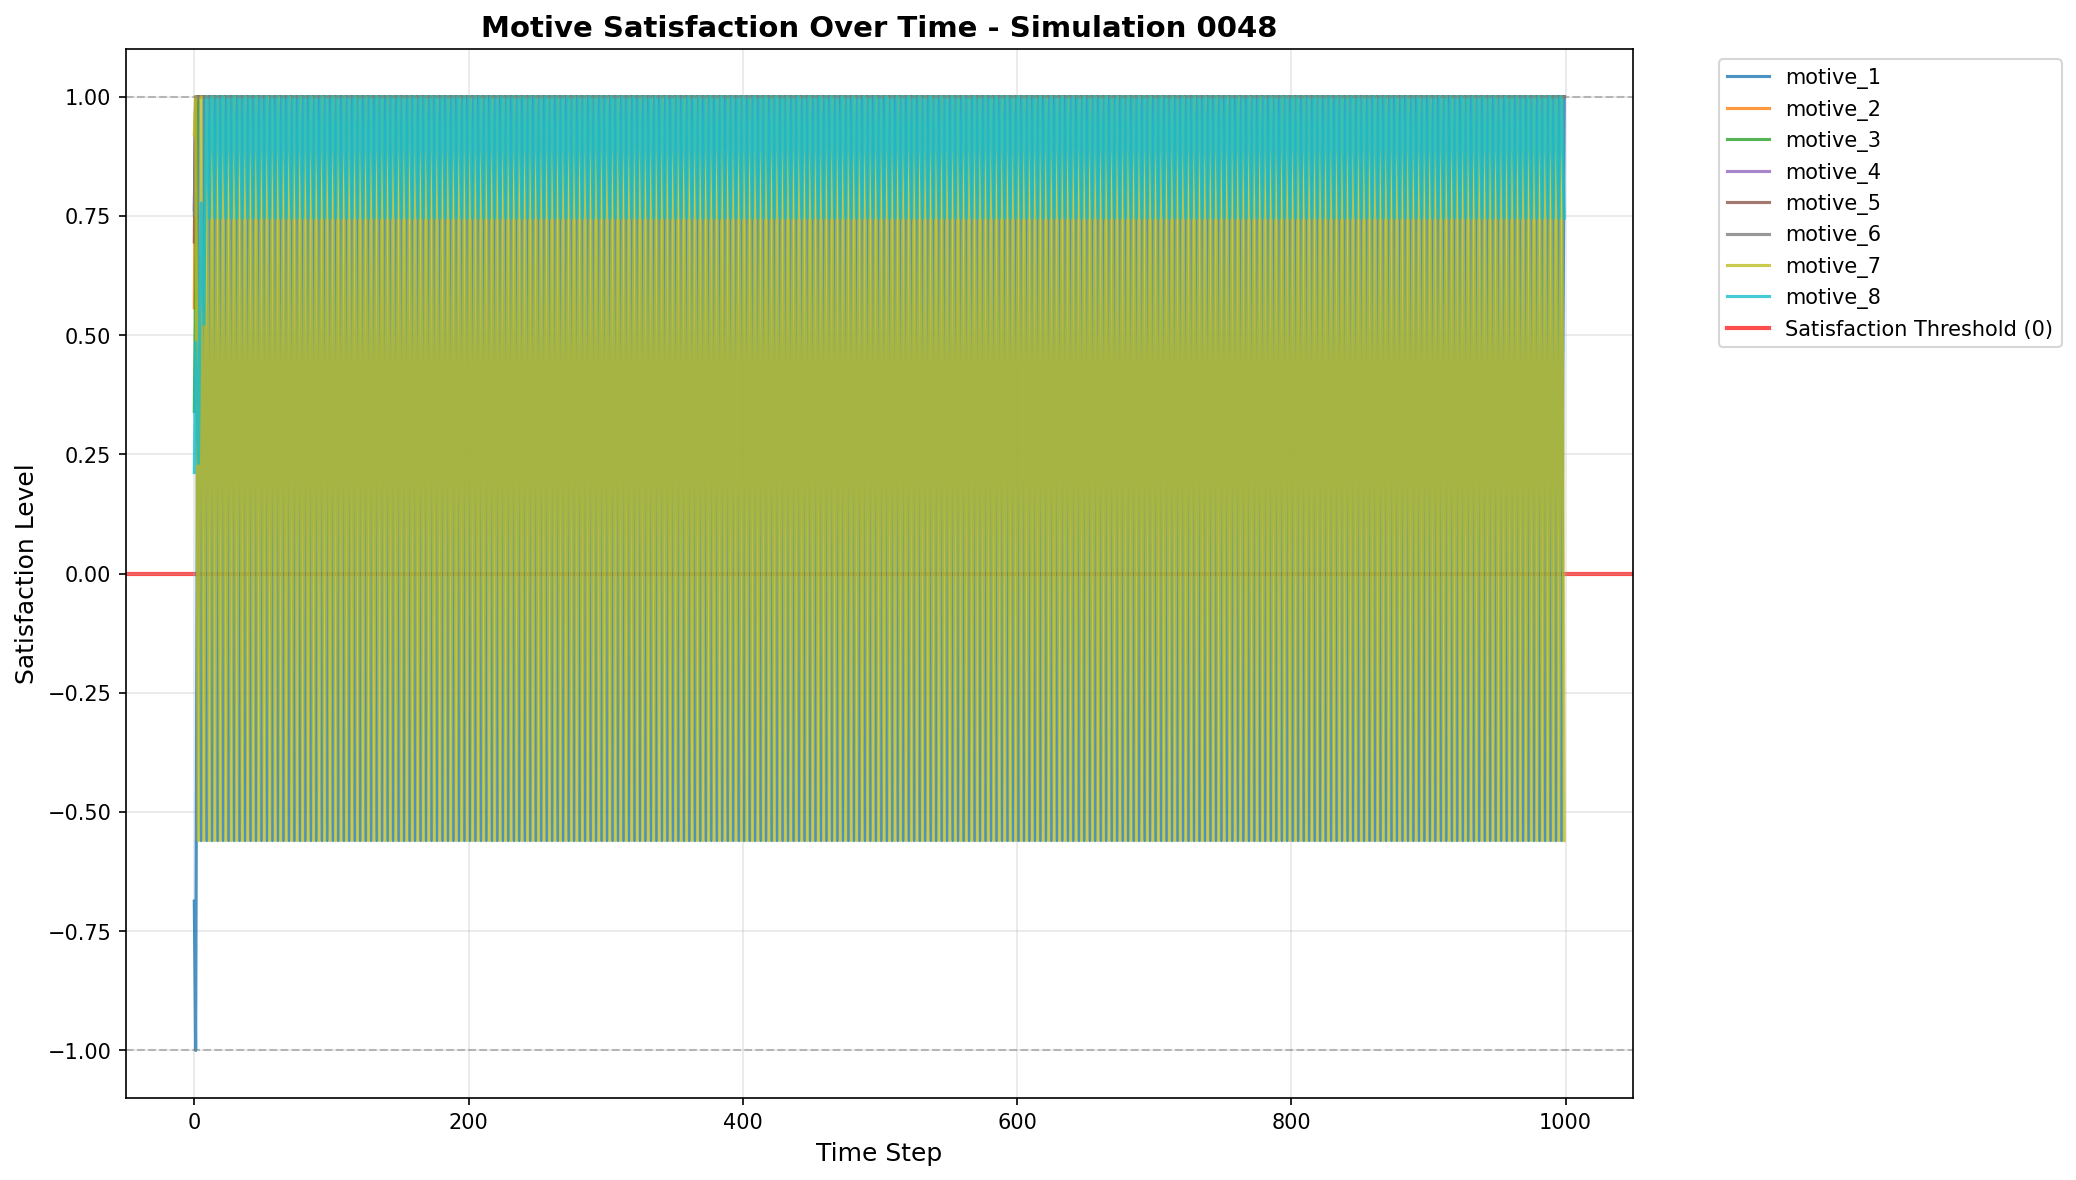 Motive Satisfaction Over Time - Simulation 0048
1.00
0.75
0.50
0.25
0.00
−0.25
−0.50
−0.75
−1.00
Satisfaction Level
0
200
400
600
800
1000
Time Step
motive_1
motive_2
motive_3
motive_4
motive_5
motive_6
motive_7
motive_8
Satisfaction Threshold (0)